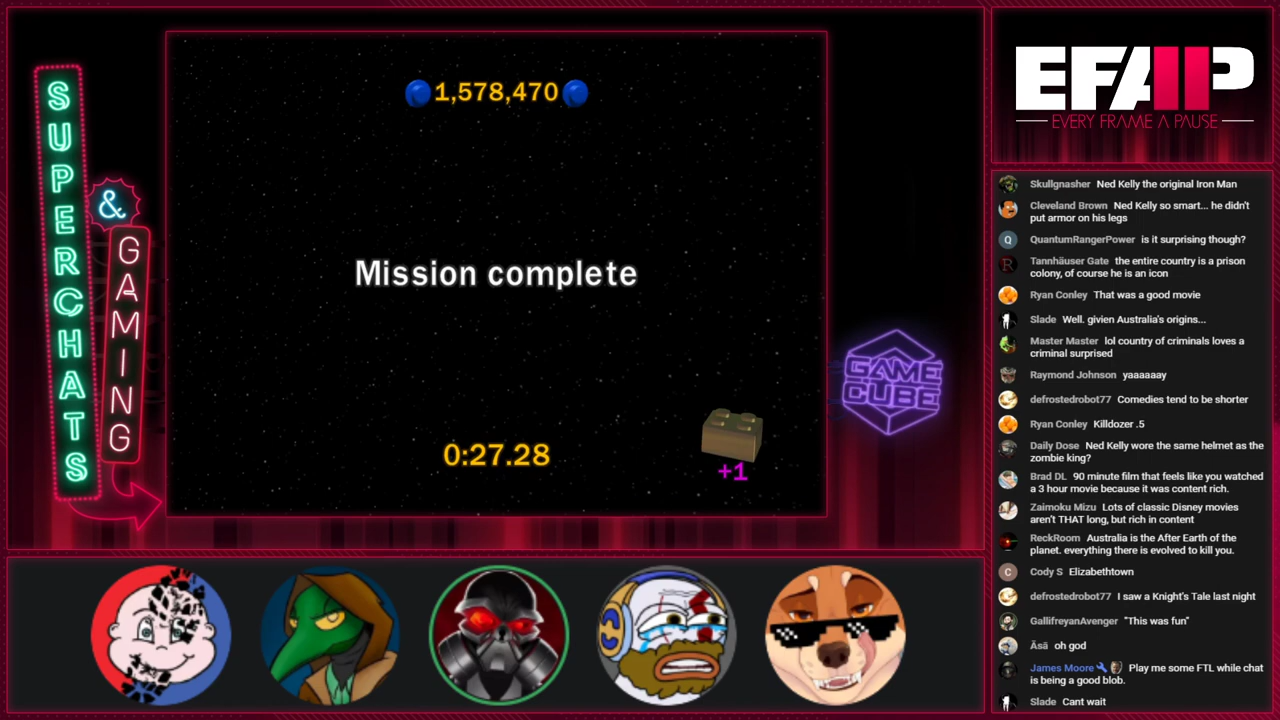 SUPERCHATS
&
GAMING
1,578,470
Mission complete
0:27.28
+1
GAME
CUBE
EFAP
EVERY FRAME A PAUSE
Skullgnasher Ned Kelly the original Iron Man
Cleveland Brown Ned Kelly so smart... he didn't
put armor on his legs
Q
QuantumRangerPower is it surprising though?
Tannhäuser Gate the entire country is a prison
colony, of course he is an icon
Ryan Conley That was a good movie
Slade Well. givien Australia's origins...
Master Master lol country of criminals loves a
criminal surprised
Raymond Johnson yaaaaaay
defrostedrobot77 Comedies tend to be shorter
Ryan Conley Killdozer .5
Daily Dose Ned Kelly wore the same helmet as the
zombie king?
Brad DL 90 minute film that feels like you watched
a 3 hour movie because it was content rich.
Zaimoku Mizu Lots of classic Disney movies
aren't THAT long, but rich in content
ReckRoom Australia is the After Earth of the
planet. everything there is evolved to kill you.
C
Cody S Elizabethtown
defrostedrobot77 I saw a Knight's Tale last night
GallifreyanAvenger "This was fun"
Äsä oh god
James Moore Play me some FTL while chat
is being a good blob.
Slade Cant wait